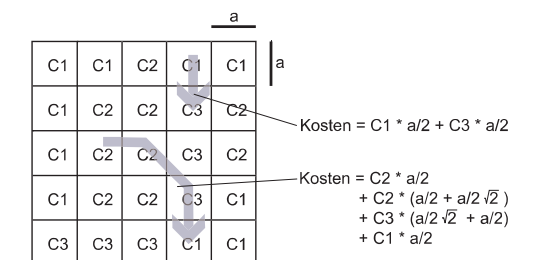 a
C1 C1 C2 C1 C1 a
C1 C2 C2 C3 C2
Kosten = C1 * a/2 + C3 * a/2
C1 C2 C2 C3 C2
Kosten = C2 * a/2
C1 C2 C2 C3 C1
+ C2 * (a/2 + a/2 √2 )
+ C3 * (a/2 √2 + a/2)
C3 C3 C3 C1 C1
+ C1 * a/2